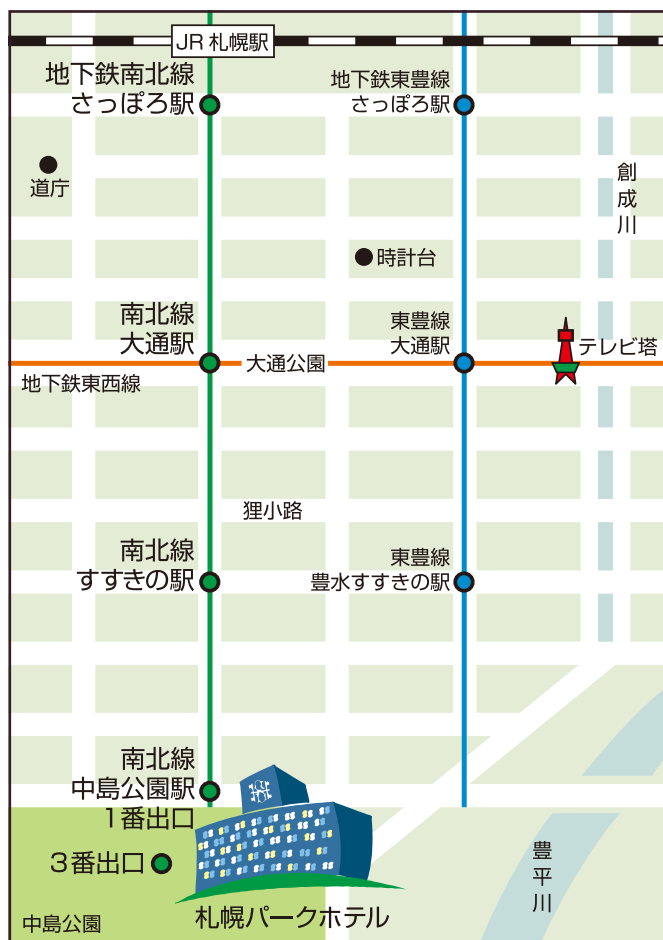 JR 札幌駅
地下鉄南北線
さっぽろ駅
地下鉄東豊線
さっぽろ駅
道庁
創成川
時計台
南北線
大通駅
東豊線
大通駅
テレビ塔
大通公園
地下鉄東西線
狸小路
南北線
すすきの駅
東豊線
豊水すすきの駅
南北線
中島公園駅
1番出口
3番出口
豊平川
札幌パークホテル
中島公園